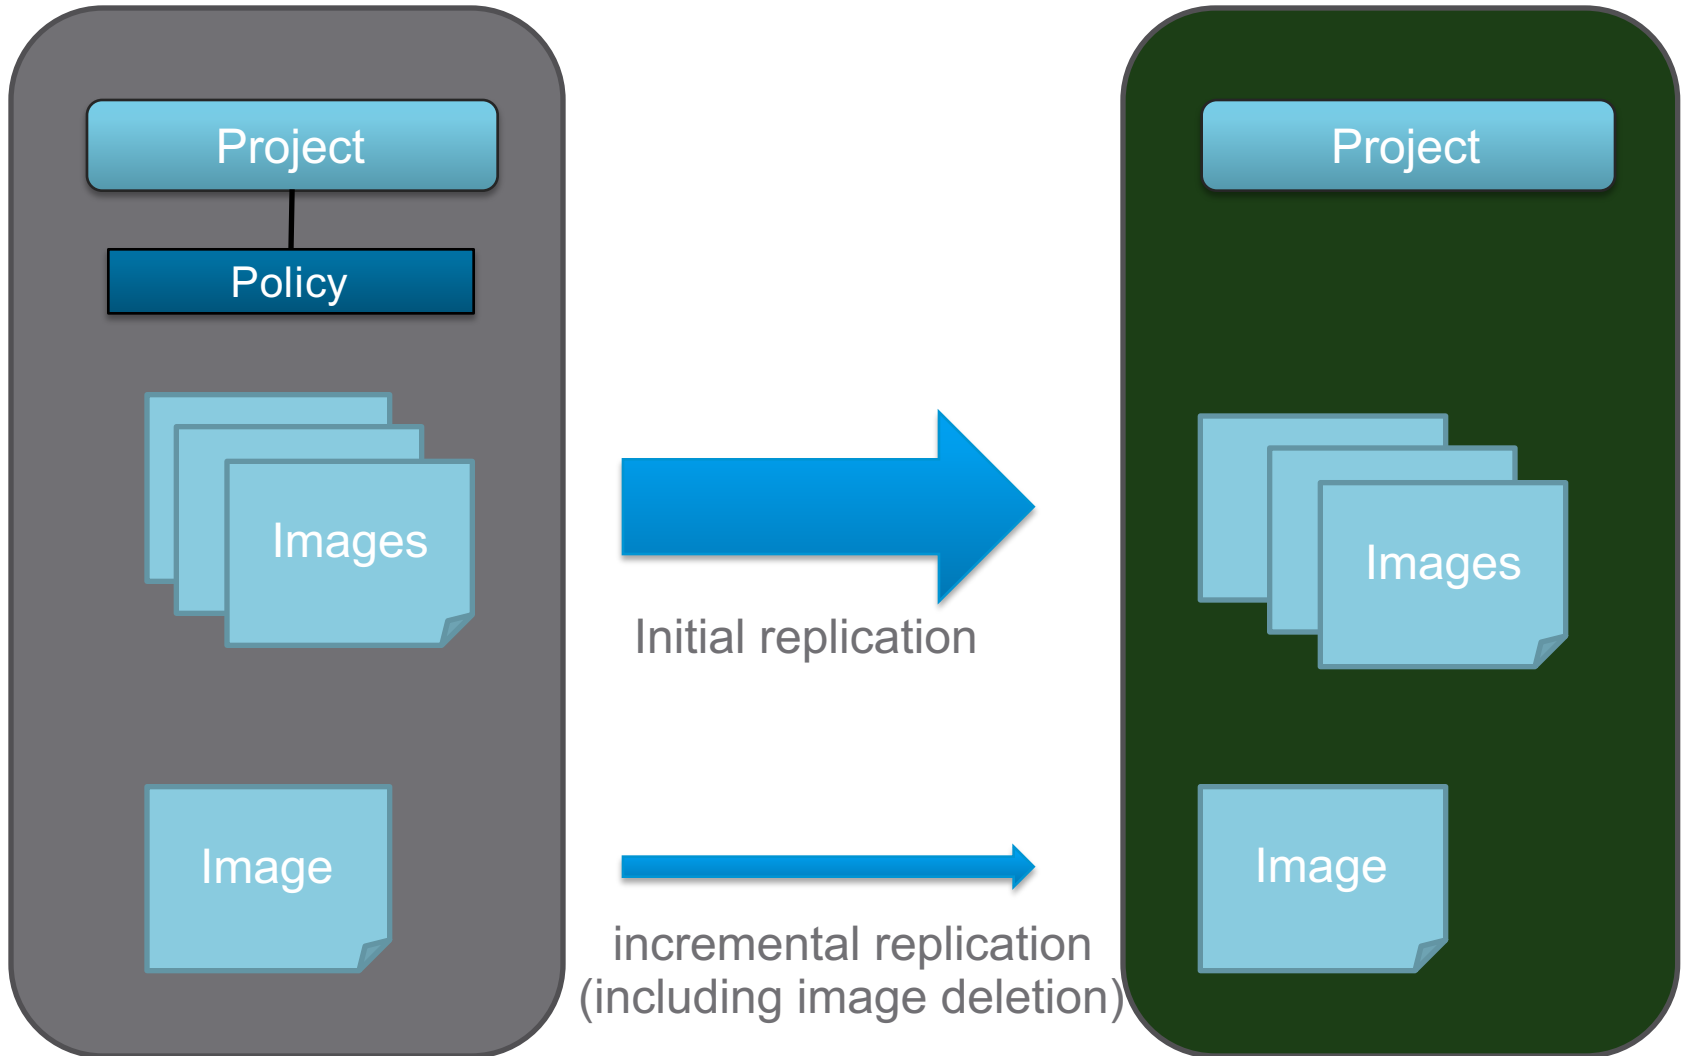 Project
Project
Policy
Images
Images
Initial replication
Image
Image
incremental replication
(including image deletion)